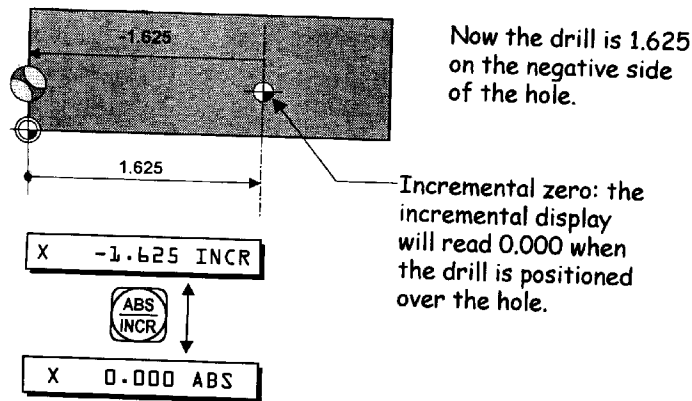 -1.625
Now the drill is 1.625
on the negative side
of the hole.
1.625
Incremental zero: the
incremental display
will read 0.000 when
the drill is positioned
over the hole.
X -1.625 INCR
ABS
INCR
X 0.000 ABS